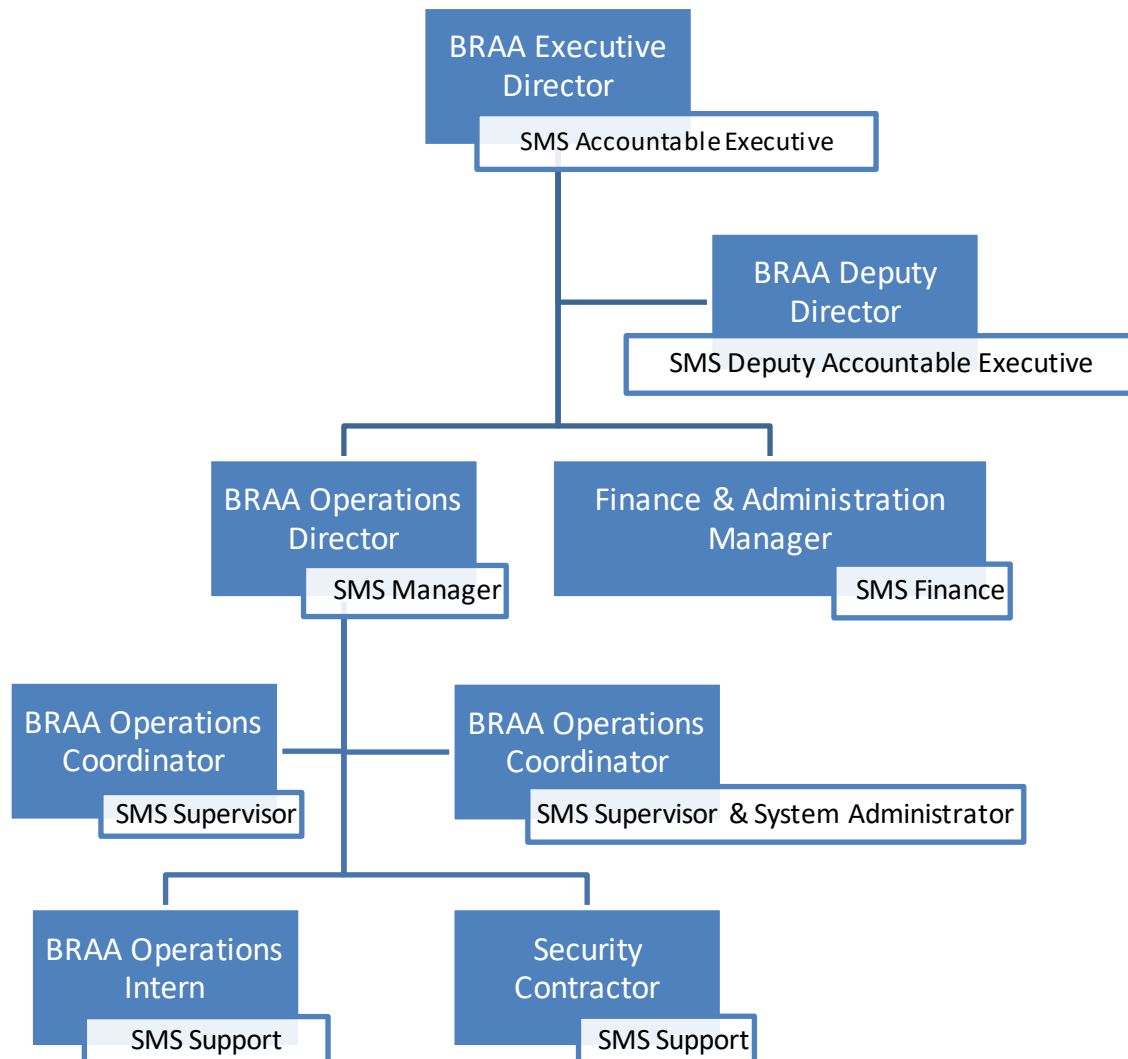 BRAA Executive
Director
SMS Accountable Executive
BRAA Deputy
Director
SMS Deputy Accountable Executive
BRAA Operations
Director
SMS Manager
Finance & Administration
Manager
SMS Finance
BRAA Operations
Coordinator
SMS Supervisor
BRAA Operations
Coordinator
SMS Supervisor & System Administrator
BRAA Operations
Intern
SMS Support
Security
Contractor
SMS Support